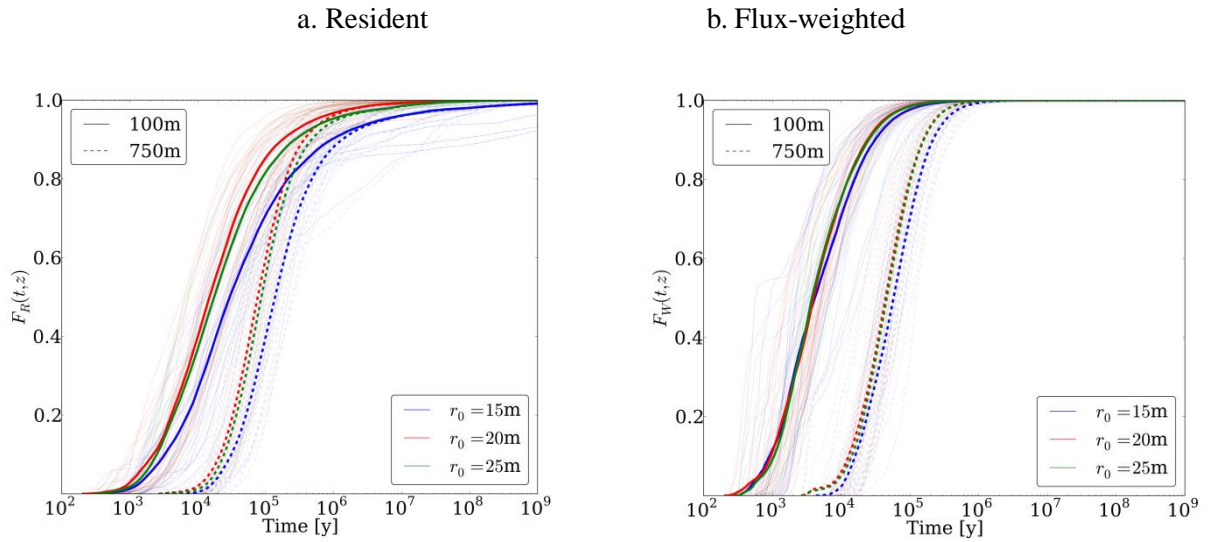 a. Resident
b. Flux-weighted
1.0
0.8
0.6
0.4
0.2
F_R(t,z)
100m
750m
r_0 =15m
r_0 =20m
r_0 =25m
10^2 10^3 10^4 10^5 10^6 10^7 10^8 10^9
Time [y]
1.0
0.8
0.6
0.4
0.2
F_W(t,z)
100m
750m
r_0 =15m
r_0 =20m
r_0 =25m
10^2 10^3 10^4 10^5 10^6 10^7 10^8 10^9
Time [y]